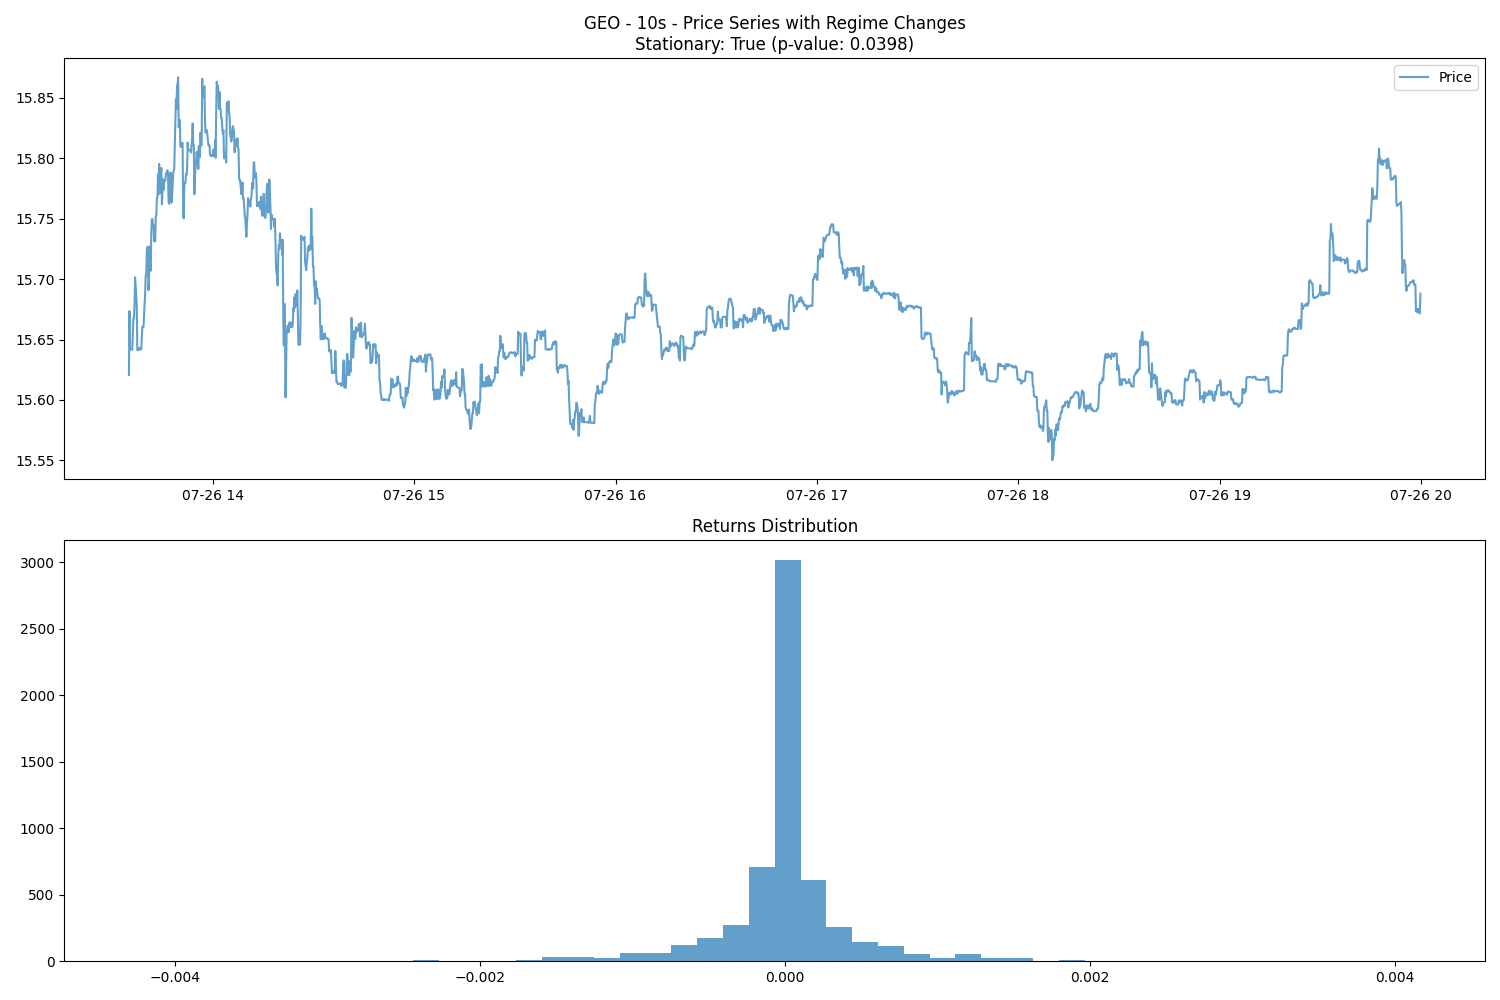 GEO - 10s - Price Series with Regime Changes
Stationary: True (p-value: 0.0398)
Price
15.85
15.80
15.75
15.70
15.65
15.60
15.55
07-26 14 07-26 15 07-26 16 07-26 17 07-26 18 07-26 19 07-26 20
Returns Distribution
3000
2500
2000
1500
1000
500
0
−0.004 −0.002 0.000 0.002 0.004